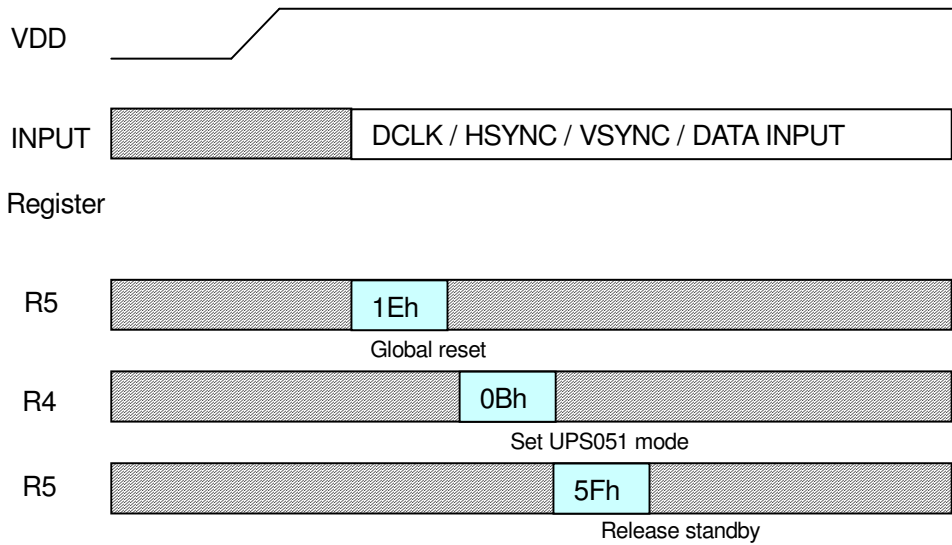 VDD
INPUT
DCLK / HSYNC / VSYNC / DATA INPUT
Register
R5
1Eh
Global reset
R4
0Bh
Set UPS051 mode
R5
5Fh
Release standby